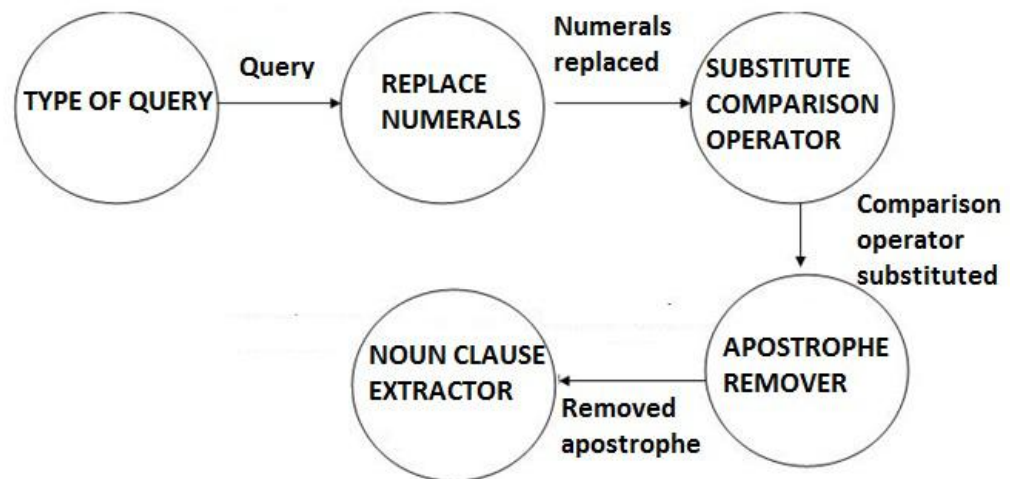 TYPE OF QUERY
Query
REPLACE
NUMERALS
Numerals
replaced
SUBSTITUTE
COMPARISON
OPERATOR
Comparison
operator
substituted
APOSTROPHE
REMOVER
Removed
apostrophe
NOUN CLAUSE
EXTRACTOR